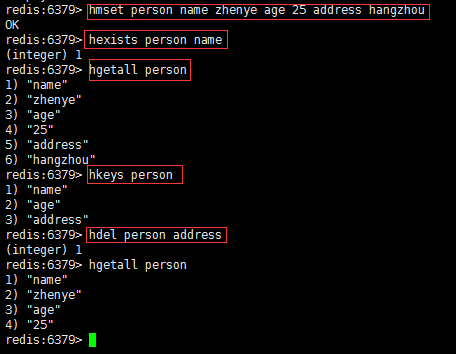 redis:6379> hmset person name zhenye age 25 address hangzhou
OK
redis:6379> hexists person name
(integer) 1
redis:6379> hgetall person
1) "name"
2) "zhenye"
3) "age"
4) "25"
5) "address"
6) "hangzhou"
redis:6379> hkeys person
1) "name"
2) "age"
3) "address"
redis:6379> hdel person address
(integer) 1
redis:6379> hgetall person
1) "name"
2) "zhenye"
3) "age"
4) "25"
redis:6379>